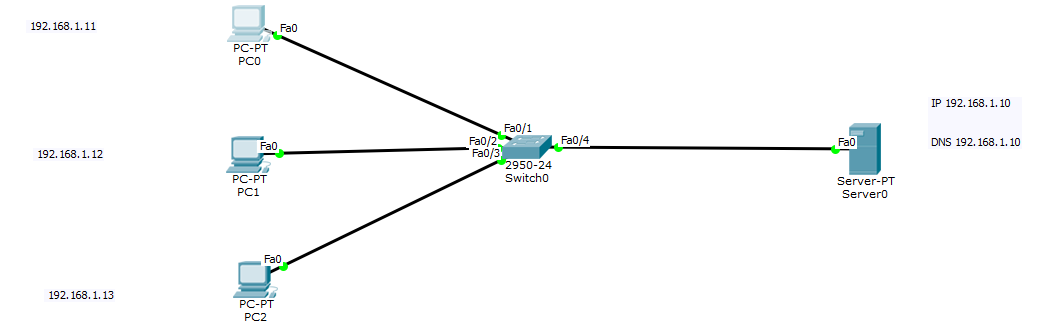 192.168.1.11
Fa0
PC-PT
PC0
192.168.1.12
Fa0
PC-PT
PC1
192.168.1.13
Fa0
PC-PT
PC2
Fa0/1
Fa0/2
Fa0/3
Fa0/4
2950-24
Switch0
Fa0
Server-PT
Server0
IP 192.168.1.10
DNS 192.168.1.10